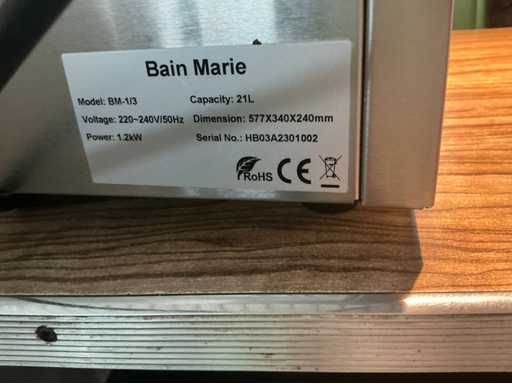 Bain Marie
Model: BM-1/3 Capacity: 21L
Voltage: 220~240V/50Hz Dimension: 577X340X240mm
Power: 1.2kW Serial No.: HB03A2301002
RoHS CE